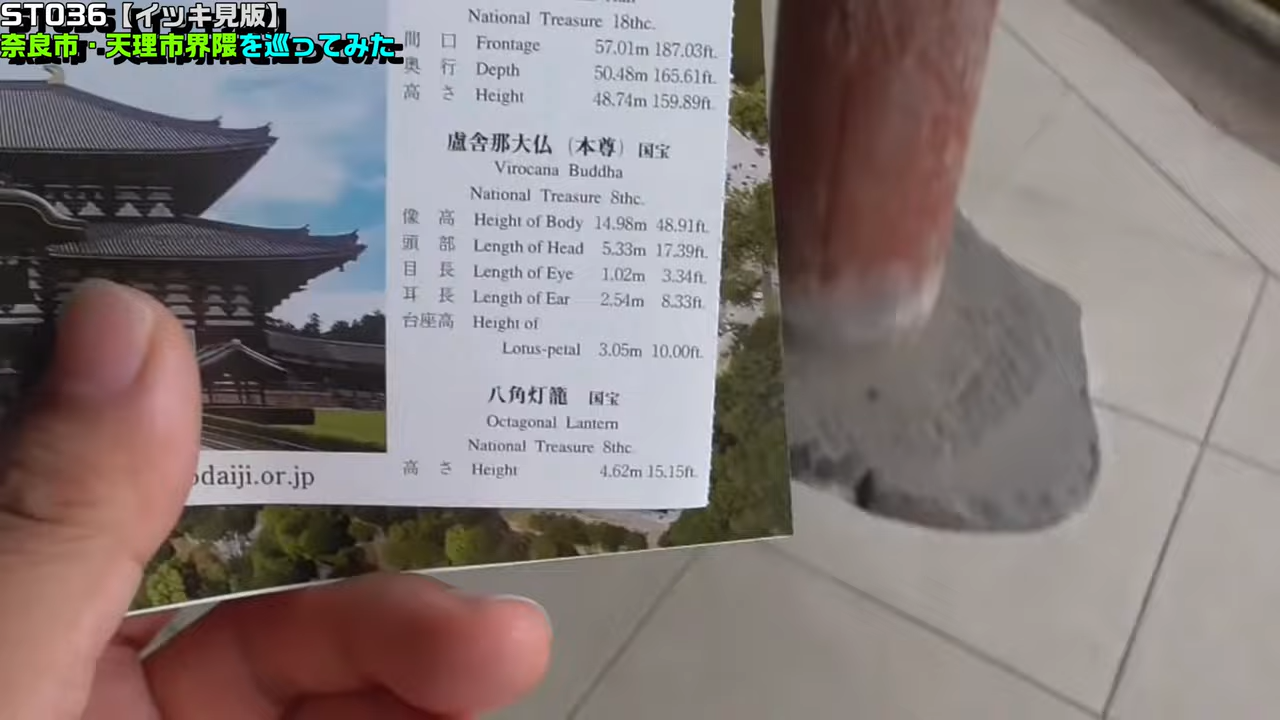 ST036【イツキ見版】
奈良市・天理市界隈を巡ってみた
National Treasure 18thc.
間口 Frontage 57.01m 187.03ft.
奥行 Depth 50.48m 165.61ft.
高さ Height 48.74m 159.89ft.
盧舎那大仏（本尊）国宝
Virocana Buddha
National Treasure 8thc.
像高 Height of Body 14.98m 48.91ft.
頭部 Length of Head 5.33m 17.39ft.
目長 Length of Eye 1.02m 3.34ft.
耳長 Length of Ear 2.54m 8.33ft.
台座高 Height of
Lotus-petal 3.05m 10.00ft.
八角灯籠 国宝
Octagonal Lantern
National Treasure 8thc.
高さ Height 4.62m 15.15ft.
odaiji.or.jp